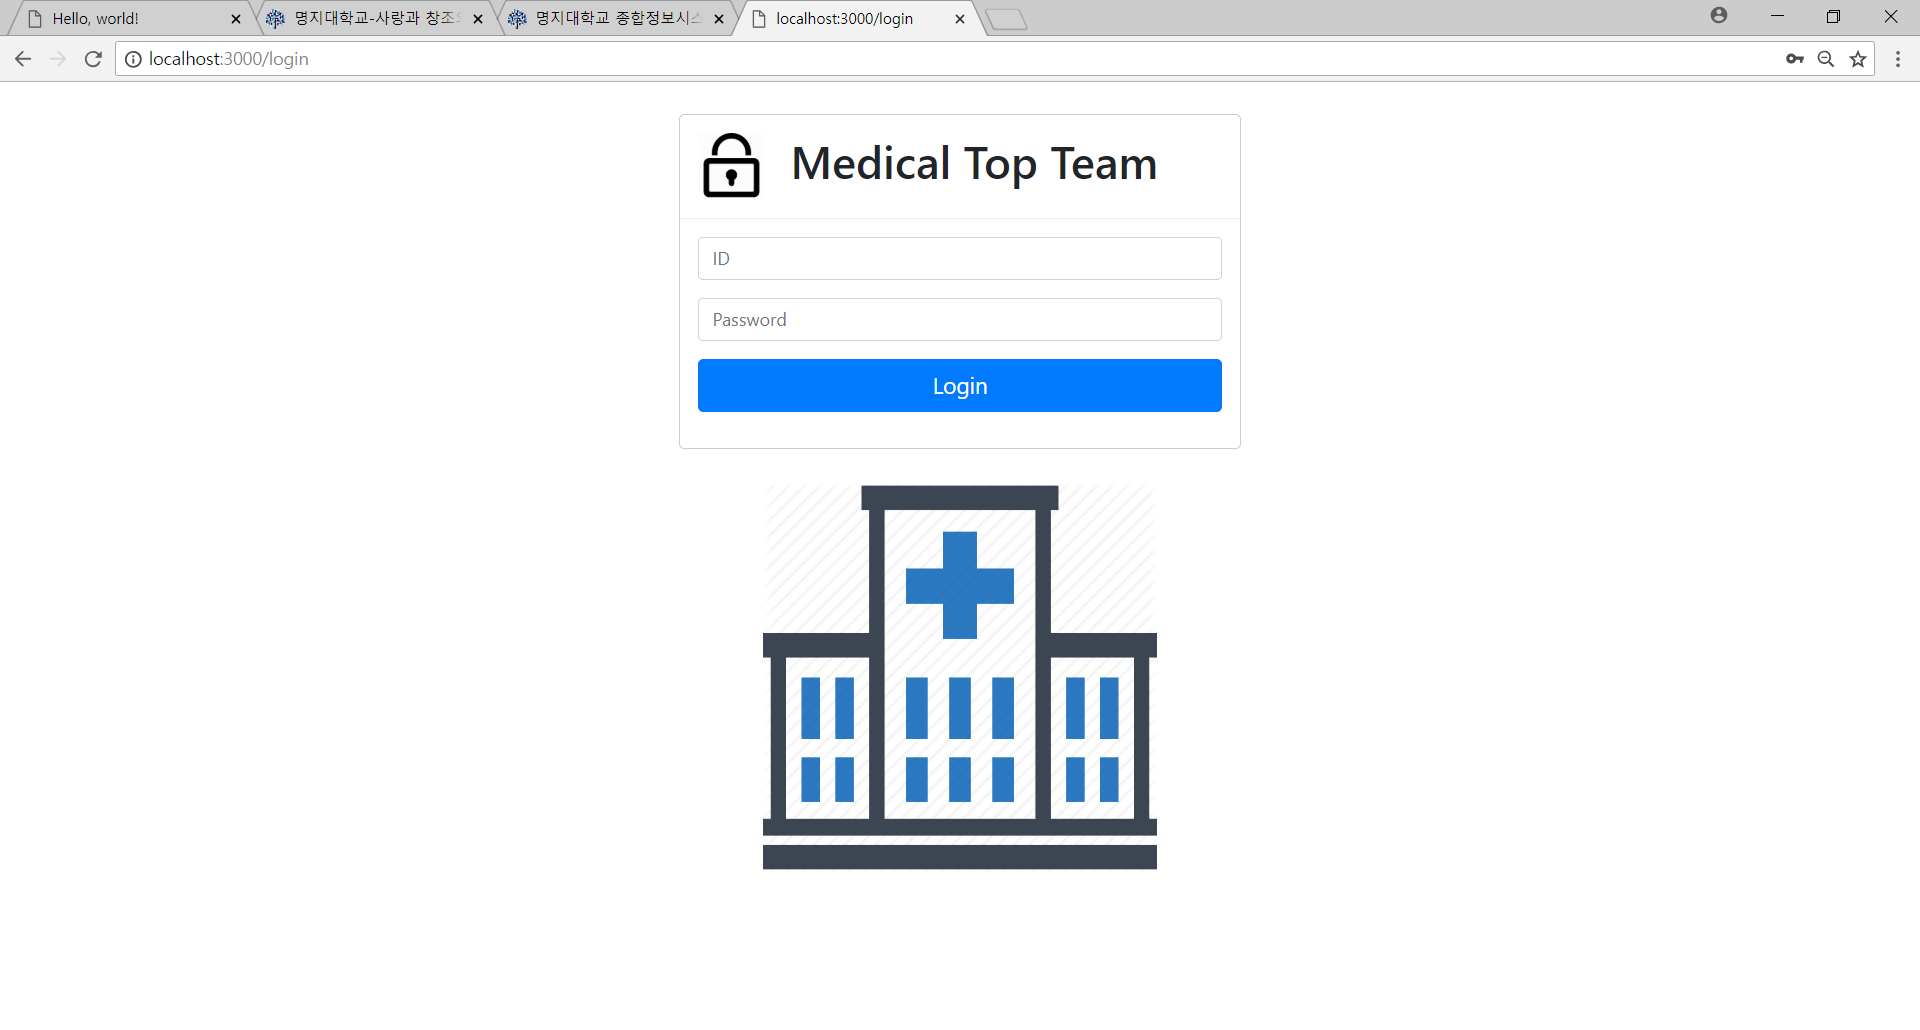 Hello, world!
명지대학교-사랑과 창조
명지대학교 종합정보시스
localhost:3000/login
localhost:3000/login
Medical Top Team
ID
Password
Login